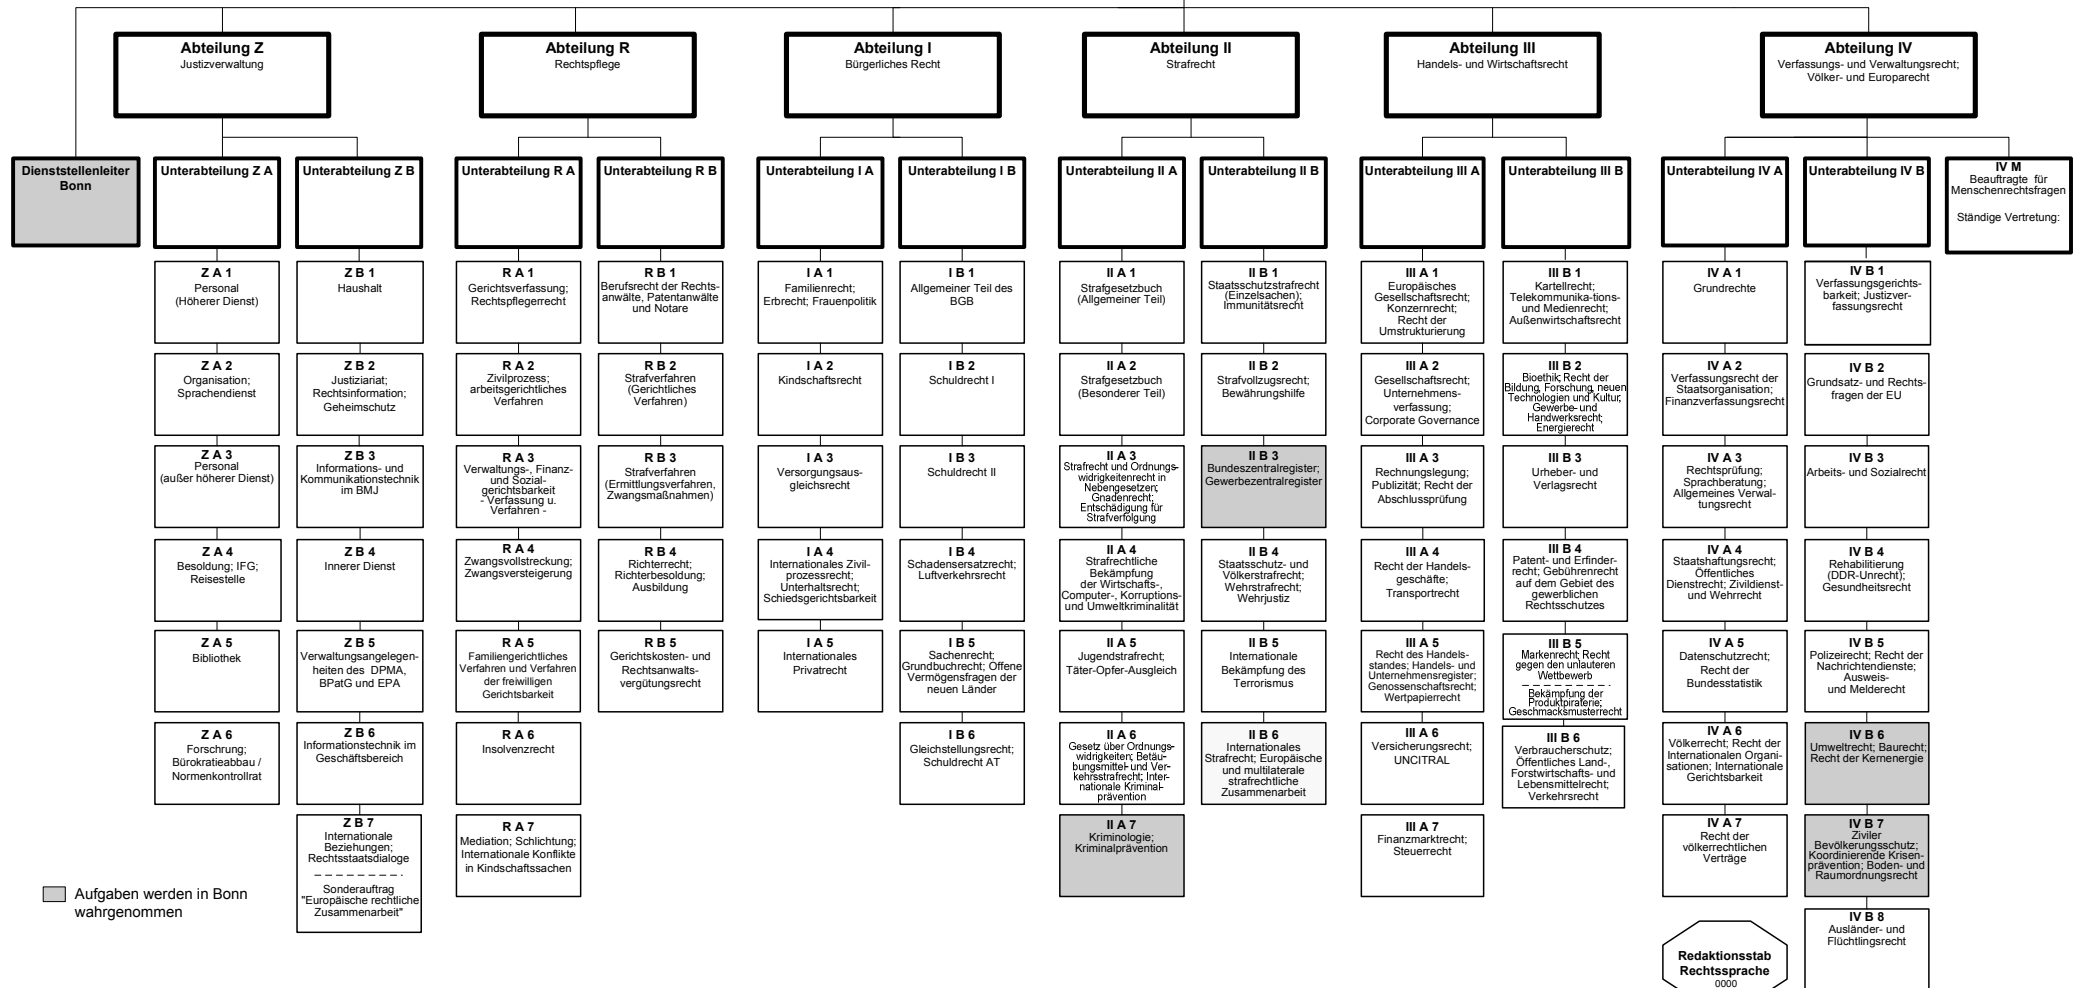 Abteilung Z
Justizverwaltung
Abteilung R
Rechtspflege
Abteilung I
Bürgerliches Recht
Abteilung II
Strafrecht
Abteilung III
Handels- und Wirtschaftsrecht
Abteilung IV
Verfassungs- und Verwaltungsrecht;
Völker- und Europarecht
Dienststellenleiter
Bonn
Unterabteilung Z A
Unterabteilung Z B
Unterabteilung R A
Unterabteilung R B
Unterabteilung I A
Unterabteilung I B
Unterabteilung II A
Unterabteilung II B
Unterabteilung III A
Unterabteilung III B
Unterabteilung IV A
Unterabteilung IV B
IV M
Beauftragte für
Menschenrechtsfragen
Ständige Vertretung:
Z A 1
Personal
(Höherer Dienst)
Z A 2
Organisation;
Sprachendienst
Z A 3
Personal
(außer höherer Dienst)
Z A 4
Besoldung; IFG;
Reisestelle
Z A 5
Bibliothek
Z A 6
Forschrung;
Bürokratieabbau /
Normenkontrollrat
Z B 1
Haushalt
Z B 2
Justiziariat;
Rechtsinformation;
Geheimschutz
Z B 3
Informations- und
Kommunikationstechnik
im BMJ
Z B 4
Innerer Dienst
Z B 5
Verwaltungsangelegen-
heiten des DPMA,
BPatG und EPA
Z B 6
Informationstechnik im
Geschäftsbereich
Z B 7
Internationale
Beziehungen;
Rechtsstaatsdialoge
Sonderauftrag
"Europäische rechtliche
Zusammenarbeit"
R A 1
Gerichtsverfassung;
Rechtspflegerrecht
R A 2
Zivilprozess;
arbeitsgerichtliches
Verfahren
R A 3
Verwaltungs-, Finanz-
und Sozial-
gerichtsbarkeit
- Verfassung u.
Verfahren -
R A 4
Zwangsvollstreckung;
Zwangsversteigerung
R A 5
Familiengerichtliches
Verfahren und Verfahren
der freiwilligen
Gerichtsbarkeit
R A 6
Insolvenzrecht
R A 7
Mediation; Schlichtung;
Internationale Konflikte
in Kindschaftssachen
R B 1
Berufsrecht der Rechts-
anwälte, Patentanwälte
und Notare
R B 2
Strafverfahren
(Gerichtliches
Verfahren)
R B 3
Strafverfahren
(Ermittlungsverfahren,
Zwangsmaßnahmen)
R B 4
Richterrecht;
Richterbesoldung;
Ausbildung
R B 5
Gerichtskosten- und
Rechtsanwalts-
vergütungsrecht
I A 1
Familienrecht;
Erbrecht; Frauenpolitik
I A 2
Kindschaftsrecht
I A 3
Versorgungsaus-
gleichsrecht
I A 4
Internationales Zivil-
prozessrecht;
Unterhaltsrecht;
Schiedsgerichtsbarkeit
I A 5
Internationales
Privatrecht
I B 1
Allgemeiner Teil des
BGB
I B 2
Schuldrecht I
I B 3
Schuldrecht II
I B 4
Schadensersatzrecht;
Luftverkehrsrecht
I B 5
Sachenrecht;
Grundbuchrecht; Offene
Vermögensfragen der
neuen Länder
I B 6
Gleichstellungsrecht;
Schuldrecht AT
II A 1
Strafgesetzbuch
(Allgemeiner Teil)
II A 2
Strafgesetzbuch
(Besonderer Teil)
II A 3
Strafrecht und Ordnungs-
widrigkeitenrecht in
Nebengesetzen;
Gnadenrecht;
Entschädigung für
Strafverfolgung
II A 4
Strafrechtliche
Bekämpfung
der Wirtschafts-,
Computer-, Korruptions-
und Umweltkriminalität
II A 5
Jugendstrafrecht;
Täter-Opfer-Ausgleich
II A 6
Gesetz über Ordnungs-
widrigkeiten; Betäu-
bungsmittel- und Ver-
kehrsstrafrecht; Inter-
nationale Kriminal-
prävention
II A 7
Kriminologie;
Kriminalprävention
II B 1
Staatsschutzstrafrecht
(Einzelsachen);
Immunitätsrecht
II B 2
Strafvollzugsrecht;
Bewährungshilfe
II B 3
Bundeszentralregister;
Gewerbezentralregister
II B 4
Staatsschutz- und
Völkerstrafrecht;
Wehrstrafrecht;
Wehrjustiz
II B 5
Internationale
Bekämpfung des
Terrorismus
II B 6
Internationales
Strafrecht; Europäische
und multilaterale
strafrechtliche
Zusammenarbeit
III A 1
Europäisches
Gesellschaftsrecht;
Konzernrecht;
Recht der
Umstrukturierung
III A 2
Gesellschaftsrecht;
Unternehmens-
verfassung;
Corporate Governance
III A 3
Rechnungslegung;
Publizität; Recht der
Abschlussprüfung
III A 4
Recht der Handels-
geschäfte;
Transportrecht
III A 5
Recht des Handels-
standes; Handels- und
Unternehmensregister;
Genossenschaftsrecht;
Wertpapierrecht
III A 6
Versicherungsrecht;
UNCITRAL
III A 7
Finanzmarktrecht;
Steuerrecht
III B 1
Kartellrecht;
Telekommunika-tions-
und Medienrecht;
Außenwirtschaftsrecht
III B 2
Bioethik; Recht der
Bildung, Forschung, neuen
Technologien und Kultur;
Gewerbe- und
Handwerksrecht;
Energierecht
III B 3
Urheber- und
Verlagsrecht
III B 4
Patent- und Erfinder-
recht; Gebührenrecht
auf dem Gebiet des
gewerblichen
Rechtsschutzes
III B 5
Markenrecht; Recht
gegen den unlauteren
Wettbewerb
Bekämpfung der
Produktpiraterie;
Geschmacksmusterrecht
III B 6
Verbraucherschutz;
Öffentliches Land-,
Forstwirtschafts- und
Lebensmittelrecht;
Verkehrsrecht
IV A 1
Grundrechte
IV A 2
Verfassungsrecht der
Staatsorganisation;
Finanzverfassungsrecht
IV A 3
Rechtsprüfung;
Sprachberatung;
Allgemeines Verwal-
tungsrecht
IV A 4
Staatshaftungsrecht;
Öffentliches
Dienstrecht; Zivildienst-
und Wehrrecht
IV A 5
Datenschutzrecht;
Recht der
Bundesstatistik
IV A 6
Völkerrecht; Recht der
Internationalen Organi-
sationen; Internationale
Gerichtsbarkeit
IV A 7
Recht der
völkerrechtlichen
Verträge
IV B 1
Verfassungsgerichts-
barkeit; Justizver-
fassungsrecht
IV B 2
Grundsatz- und Rechts-
fragen der EU
IV B 3
Arbeits- und Sozialrecht
IV B 4
Rehabilitierung
(DDR-Unrecht);
Gesundheitsrecht
IV B 5
Polizeirecht; Recht der
Nachrichtendienste;
Ausweis-
und Melderecht
IV B 6
Umweltrecht; Baurecht;
Recht der Kernenergie
IV B 7
Ziviler
Bevölkerungsschutz;
Koordinierende Krisen-
prävention; Boden- und
Raumordnungsrecht
IV B 8
Ausländer- und
Flüchtlingsrecht
Redaktionsstab
Rechtssprache
0000
Aufgaben werden in Bonn
wahrgenommen